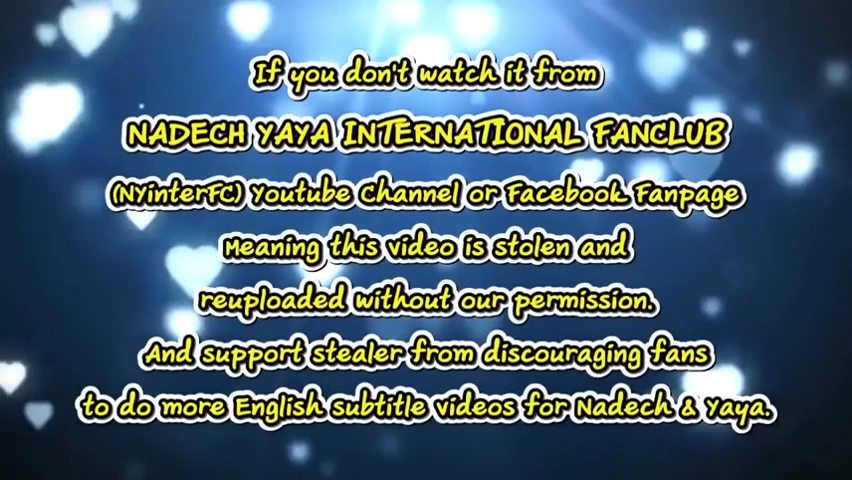 If you don't watch it from
NADECH YAYA INTERNATIONAL FANCLUB
(NYinterFC) Youtube Channel or Facebook Fanpage
Meaning this video is stolen and
reuploaded without our permission.
And support stealer from discouraging fans
to do more English subtitle videos for Nadech & Yaya.